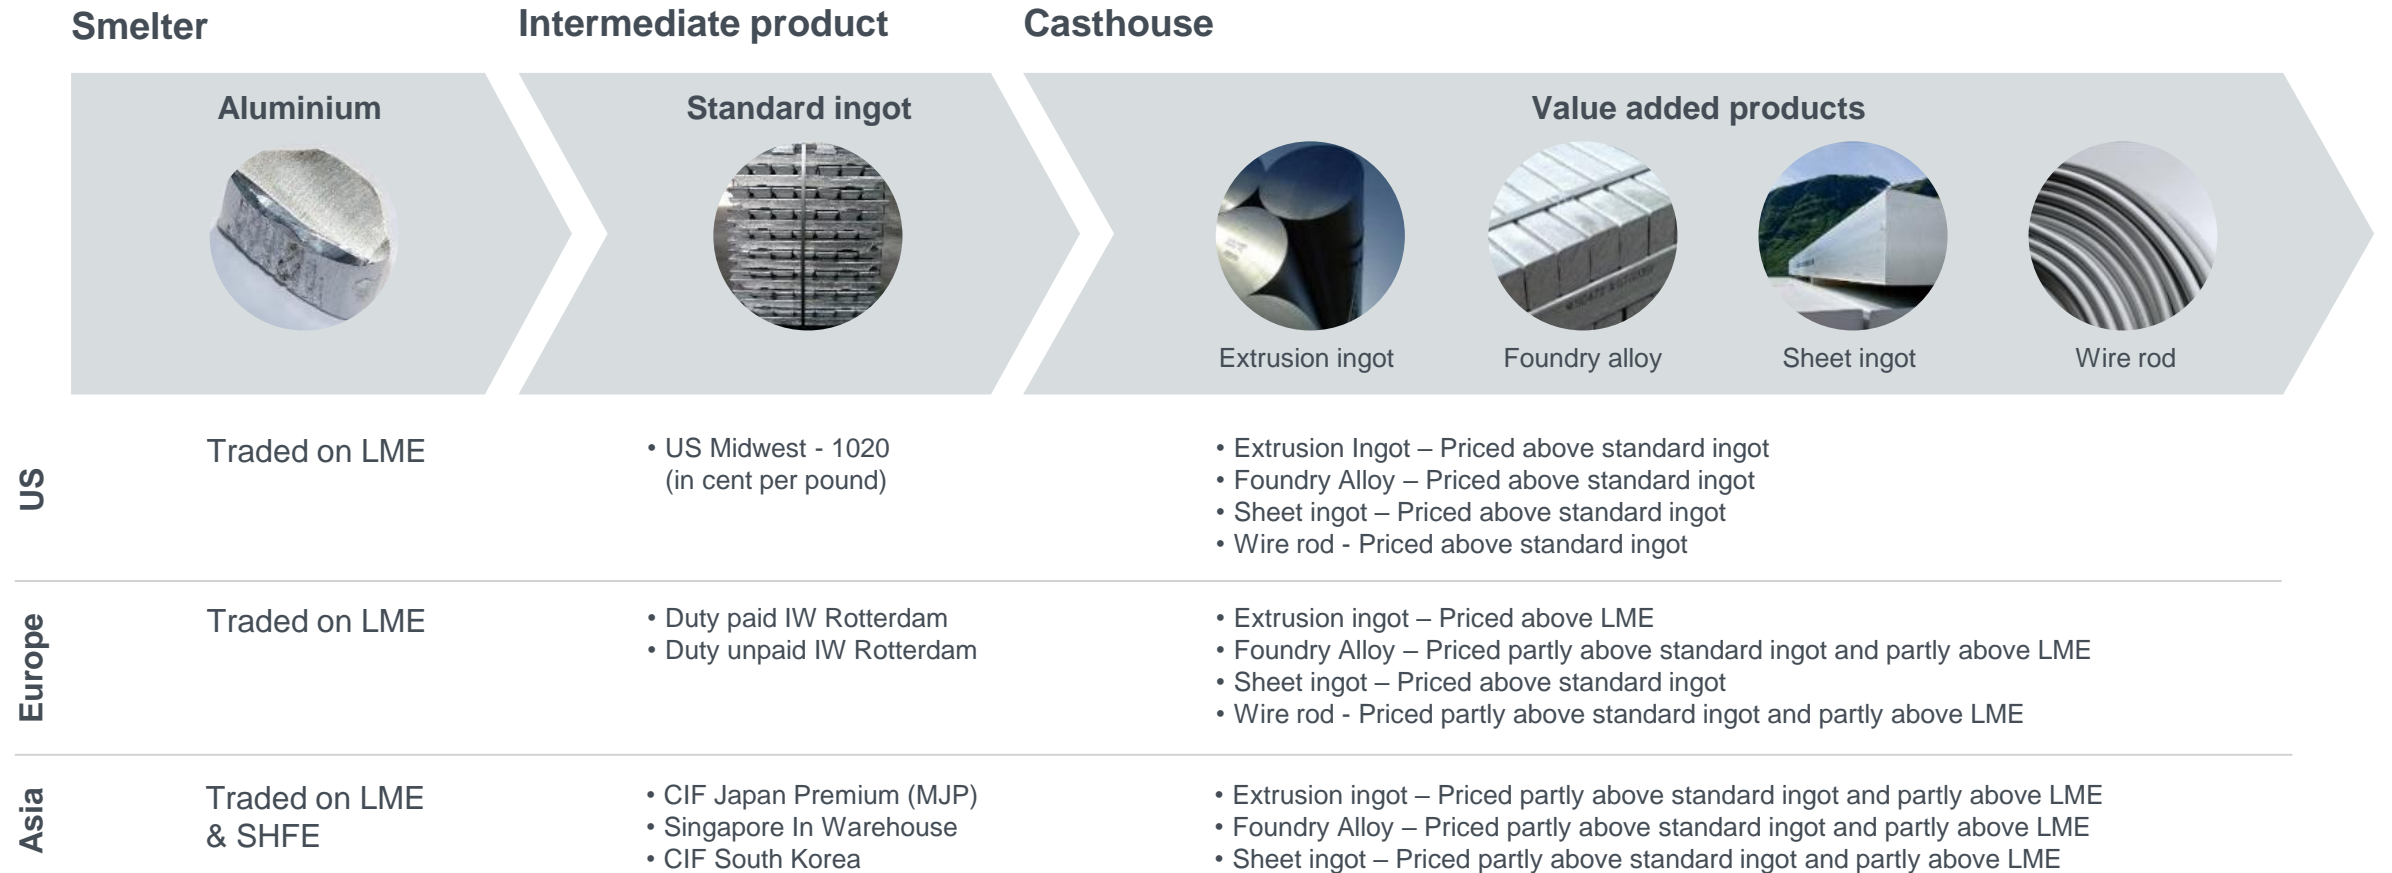 Smelter
Intermediate product
Casthouse
Aluminium
Standard ingot
Value added products
Extrusion ingot
Foundry alloy
Sheet ingot
Wire rod
US
Traded on LME
• US Midwest - 1020
(in cent per pound)
• Extrusion Ingot – Priced above standard ingot
• Foundry Alloy – Priced above standard ingot
• Sheet ingot – Priced above standard ingot
• Wire rod - Priced above standard ingot
Europe
Traded on LME
• Duty paid IW Rotterdam
• Duty unpaid IW Rotterdam
• Extrusion ingot – Priced above LME
• Foundry Alloy – Priced partly above standard ingot and partly above LME
• Sheet ingot – Priced above standard ingot
• Wire rod - Priced partly above standard ingot and partly above LME
Asia
Traded on LME
& SHFE
• CIF Japan Premium (MJP)
• Singapore In Warehouse
• CIF South Korea
• Extrusion ingot – Priced partly above standard ingot and partly above LME
• Foundry Alloy – Priced partly above standard ingot and partly above LME
• Sheet ingot – Priced partly above standard ingot and partly above LME